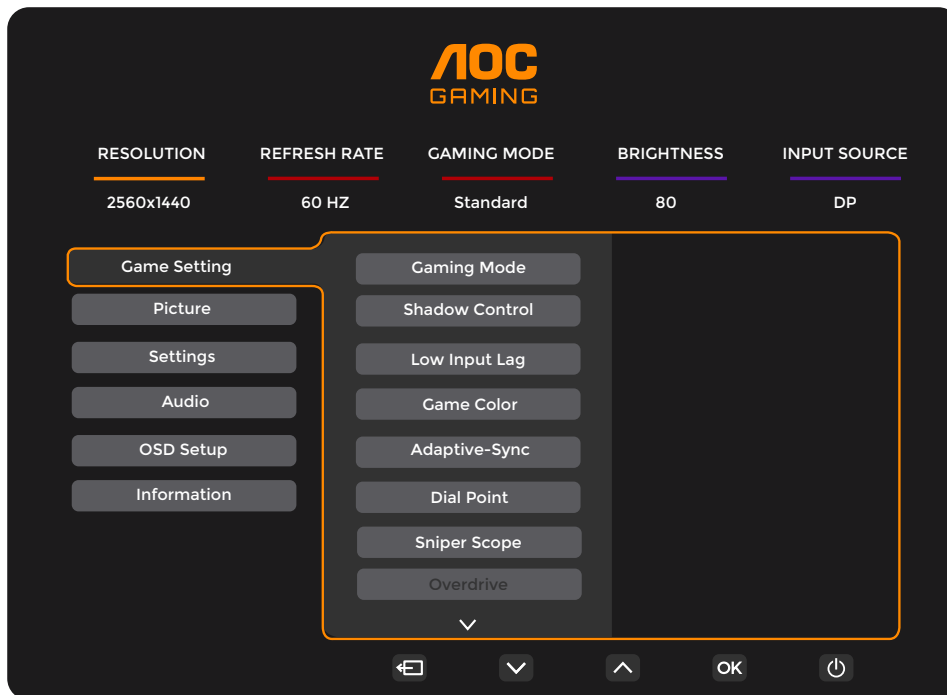 AOC
GAMING
RESOLUTION REFRESH RATE GAMING MODE BRIGHTNESS INPUT SOURCE
2560x1440 60 HZ Standard 80 DP
Game Setting
Picture
Settings
Audio
OSD Setup
Information
Gaming Mode
Shadow Control
Low Input Lag
Game Color
Adaptive-Sync
Dial Point
Sniper Scope
Overdrive
OK